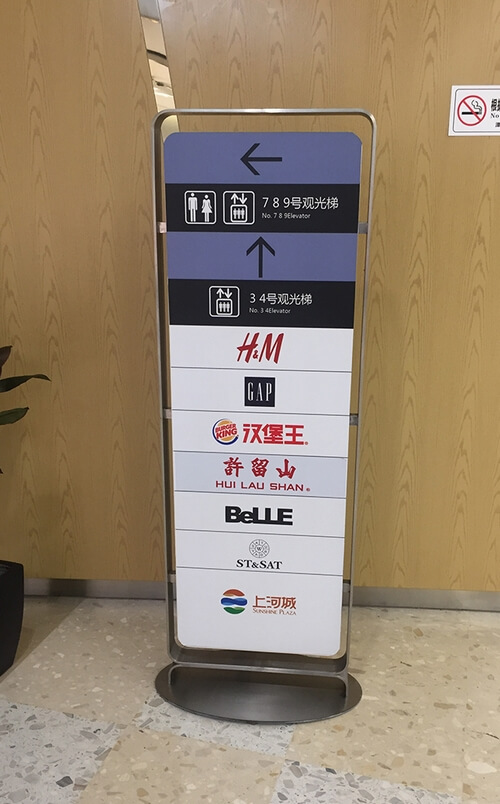 7 8 9号观光梯
No. 7 8 9Elevator
3 4号观光梯
No. 3 4Elevator
H&M
GAP
BURGER KING 汉堡王
許留山
HUI LAU SHAN
BeLLE
ST&SAT
上河城
SUNSHINE PLAZA
No